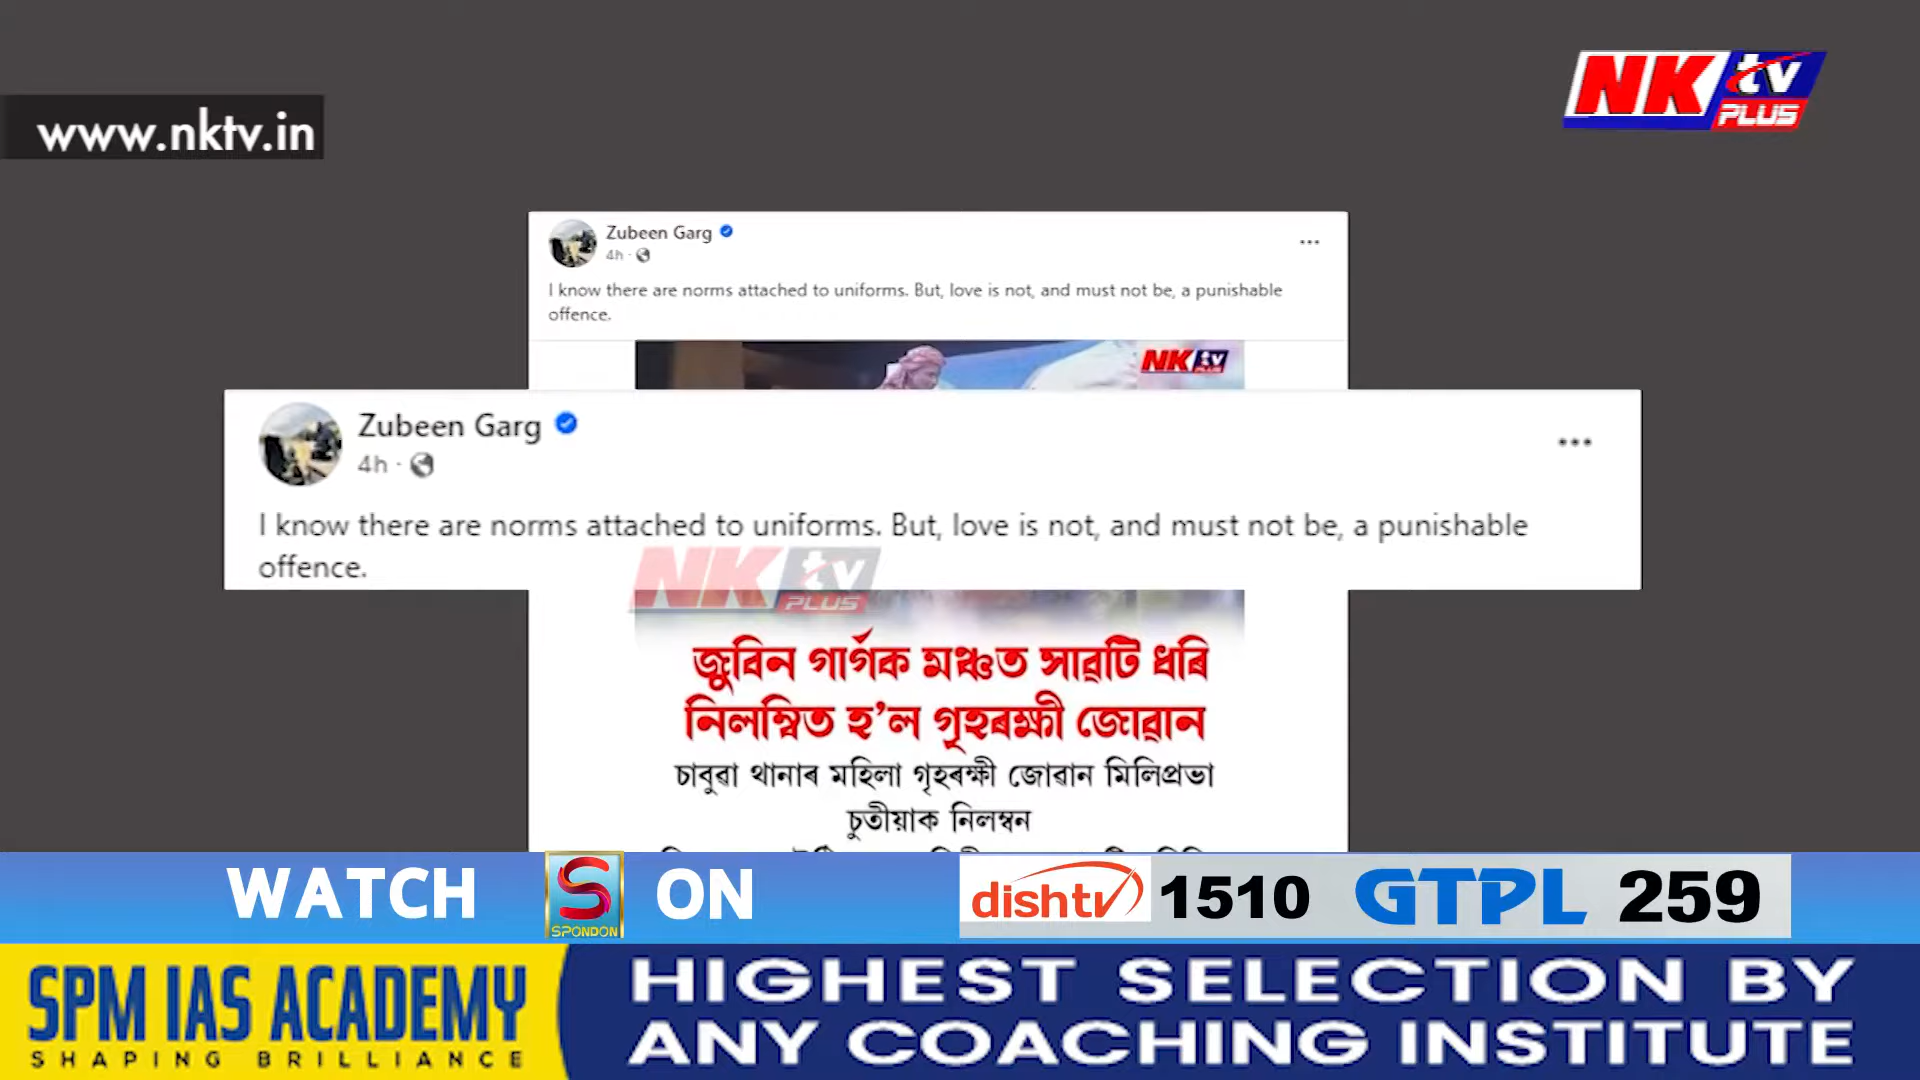 www.nktv.in
NK tv
PLUS
Zubeen Garg
4h ·
I know there are norms attached to uniforms. But, love is not, and must not be, a punishable
offence.
NK tv
PLUS
Zubeen Garg
4h ·
I know there are norms attached to uniforms. But, love is not, and must not be, a punishable
offence.
NK tv
PLUS
জুবিন গাৰ্গক মঞ্চত সাৱটি ধৰি
নিলম্বিত হ'ল গৃহৰক্ষী জোৱান
চাবুৱা থানাৰ মহিলা গৃহৰক্ষী জোৱান মিলিপ্ৰভা
চুতীয়াক নিলম্বন
WATCH S SPONDON ON dishtv 1510 GTPL 259
SPM IAS ACADEMY
SHAPING BRILLIANCE
HIGHEST SELECTION BY
ANY COACHING INSTITUTE